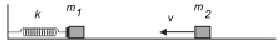 k m₁ v m₂